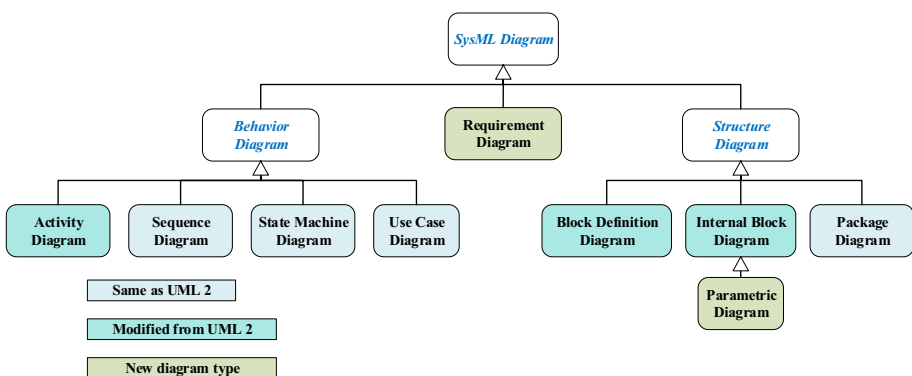 SysML Diagram
Behavior
Diagram
Requirement
Diagram
Structure
Diagram
Activity
Diagram
Sequence
Diagram
State Machine
Diagram
Use Case
Diagram
Block Definition
Diagram
Internal Block
Diagram
Package
Diagram
Parametric
Diagram
Same as UML 2
Modified from UML 2
New diagram type